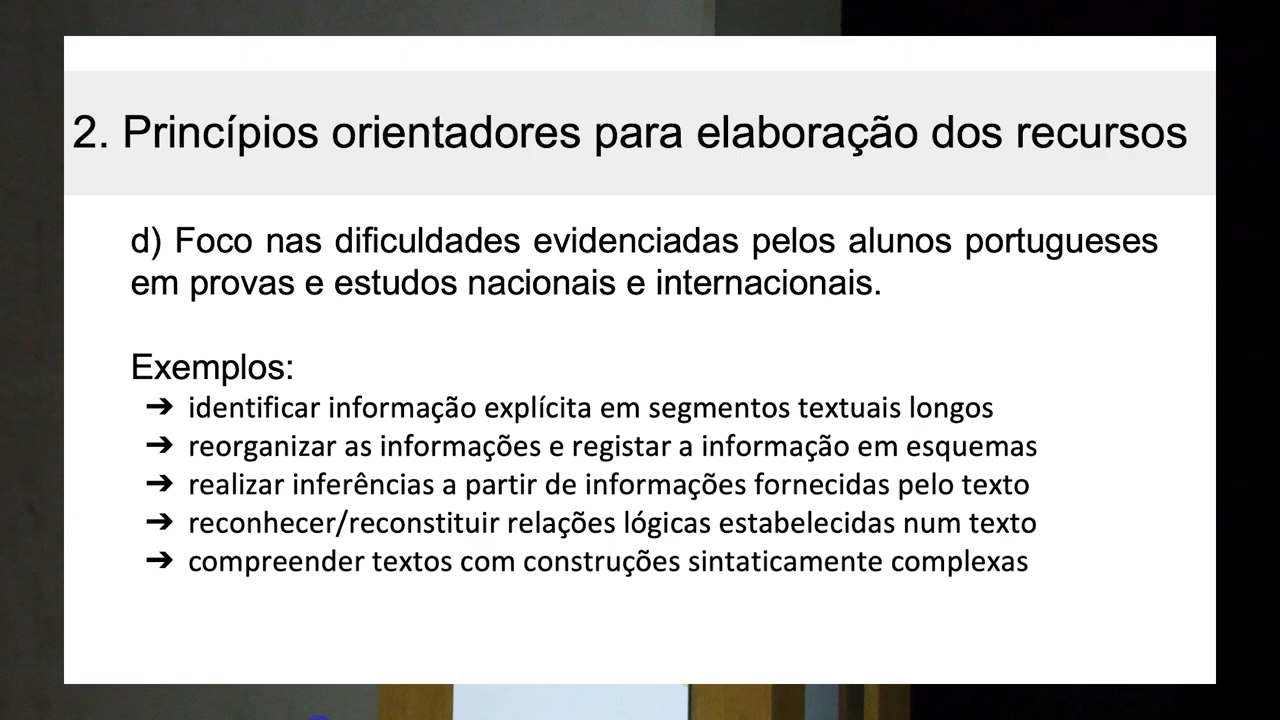 2. Princípios orientadores para elaboração dos recursos
d) Foco nas dificuldades evidenciadas pelos alunos portugueses
em provas e estudos nacionais e internacionais.
Exemplos:
➔ identificar informação explícita em segmentos textuais longos
➔ reorganizar as informações e registar a informação em esquemas
➔ realizar inferências a partir de informações fornecidas pelo texto
➔ reconhecer/reconstituir relações lógicas estabelecidas num texto
➔ compreender textos com construções sintaticamente complexas